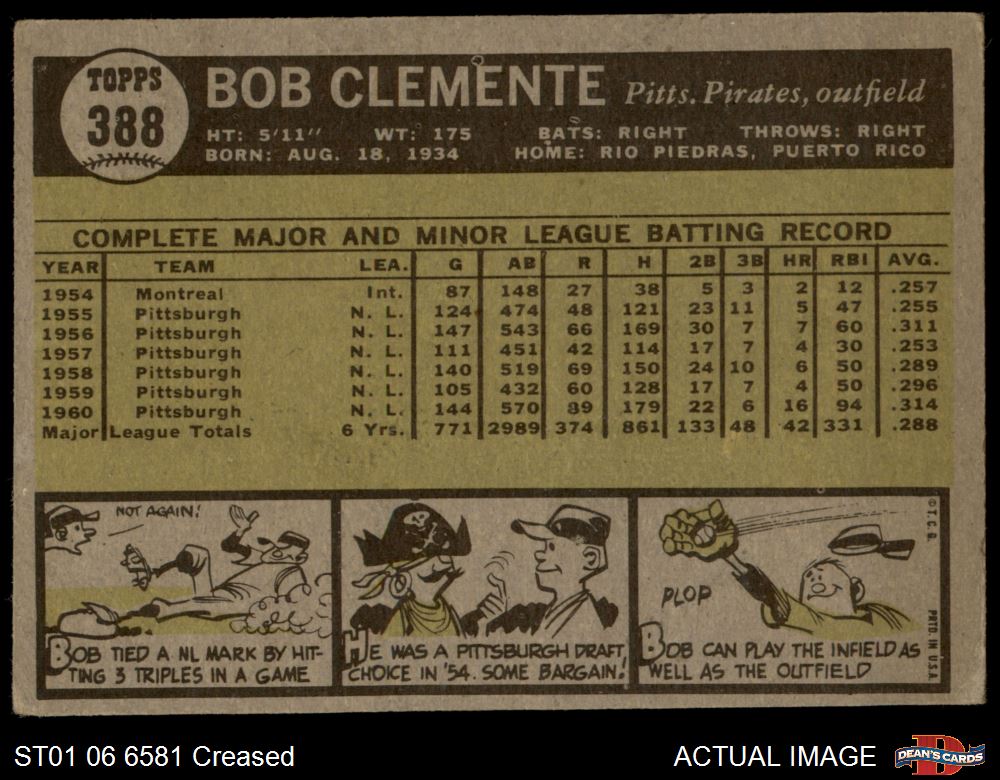 TOPPS
388
BOB CLEMENTE Pitts. Pirates, outfield
HT: 5'11" WT: 175 BATS: RIGHT THROWS: RIGHT
BORN: AUG. 18, 1934 HOME: RIO PIEDRAS, PUERTO RICO
COMPLETE MAJOR AND MINOR LEAGUE BATTING RECORD
YEAR TEAM LEA. G AB R H 2B 3B HR RBI AVG.
1954 Montreal Int. 87 148 27 38 5 3 2 12 .257
1955 Pittsburgh N. L. 124 474 48 121 23 11 5 47 .255
1956 Pittsburgh N. L. 147 543 66 169 30 7 7 60 .311
1957 Pittsburgh N. L. 111 451 42 114 17 7 4 30 .253
1958 Pittsburgh N. L. 140 519 69 150 24 10 6 50 .289
1959 Pittsburgh N. L. 105 432 60 128 17 7 4 50 .296
1960 Pittsburgh N. L. 144 570 89 179 22 6 16 94 .314
Major League Totals 6 Yrs. 771 2989 374 861 133 48 42 331 .288
NOT AGAIN!
BOB TIED A NL MARK BY HIT-
TING 3 TRIPLES IN A GAME
HE WAS A PITTSBURGH DRAFT
CHOICE IN '54. SOME BARGAIN!
PLOP
BOB CAN PLAY THE INFIELD AS
WELL AS THE OUTFIELD
© T.C.G.
PRTD. IN U.S.A.
ST01 06 6581 Creased
ACTUAL IMAGE
DEAN'S CARDS